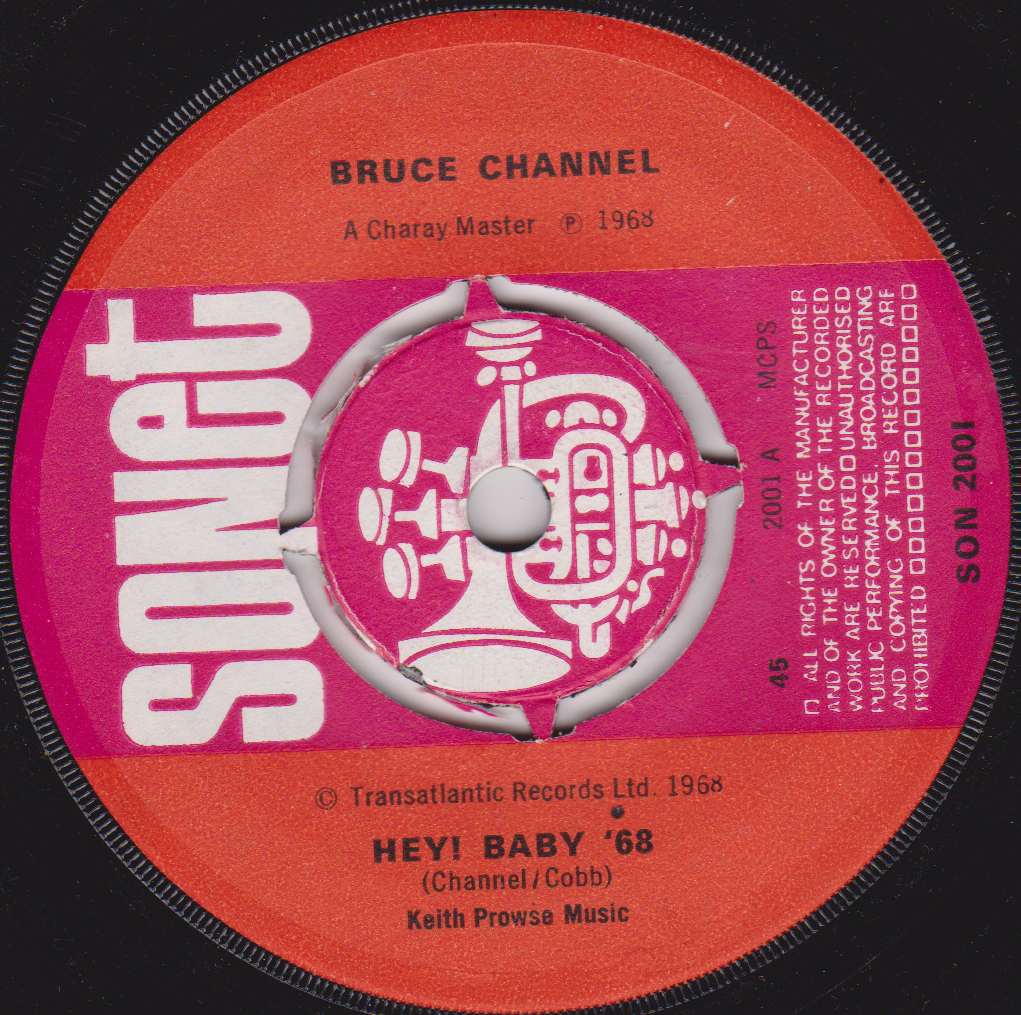 BRUCE CHANNEL
A Charay Master ℗ 1968
sonet
2001 A MCPS
45
□ ALL RIGHTS OF THE MANUFACTURER
AND OF THE OWNER OF THE RECORDED
WORK ARE RESERVED□UNAUTHORISED
PUBLIC PERFORMANCE. BROADCASTING
AND COPYING OF THIS RECORD ARE
PROHIBITED □□□□□□□□□□□□□
SON 2001
© Transatlantic Records Ltd. 1968
HEY! BABY '68
(Channel/Cobb)
Keith Prowse Music